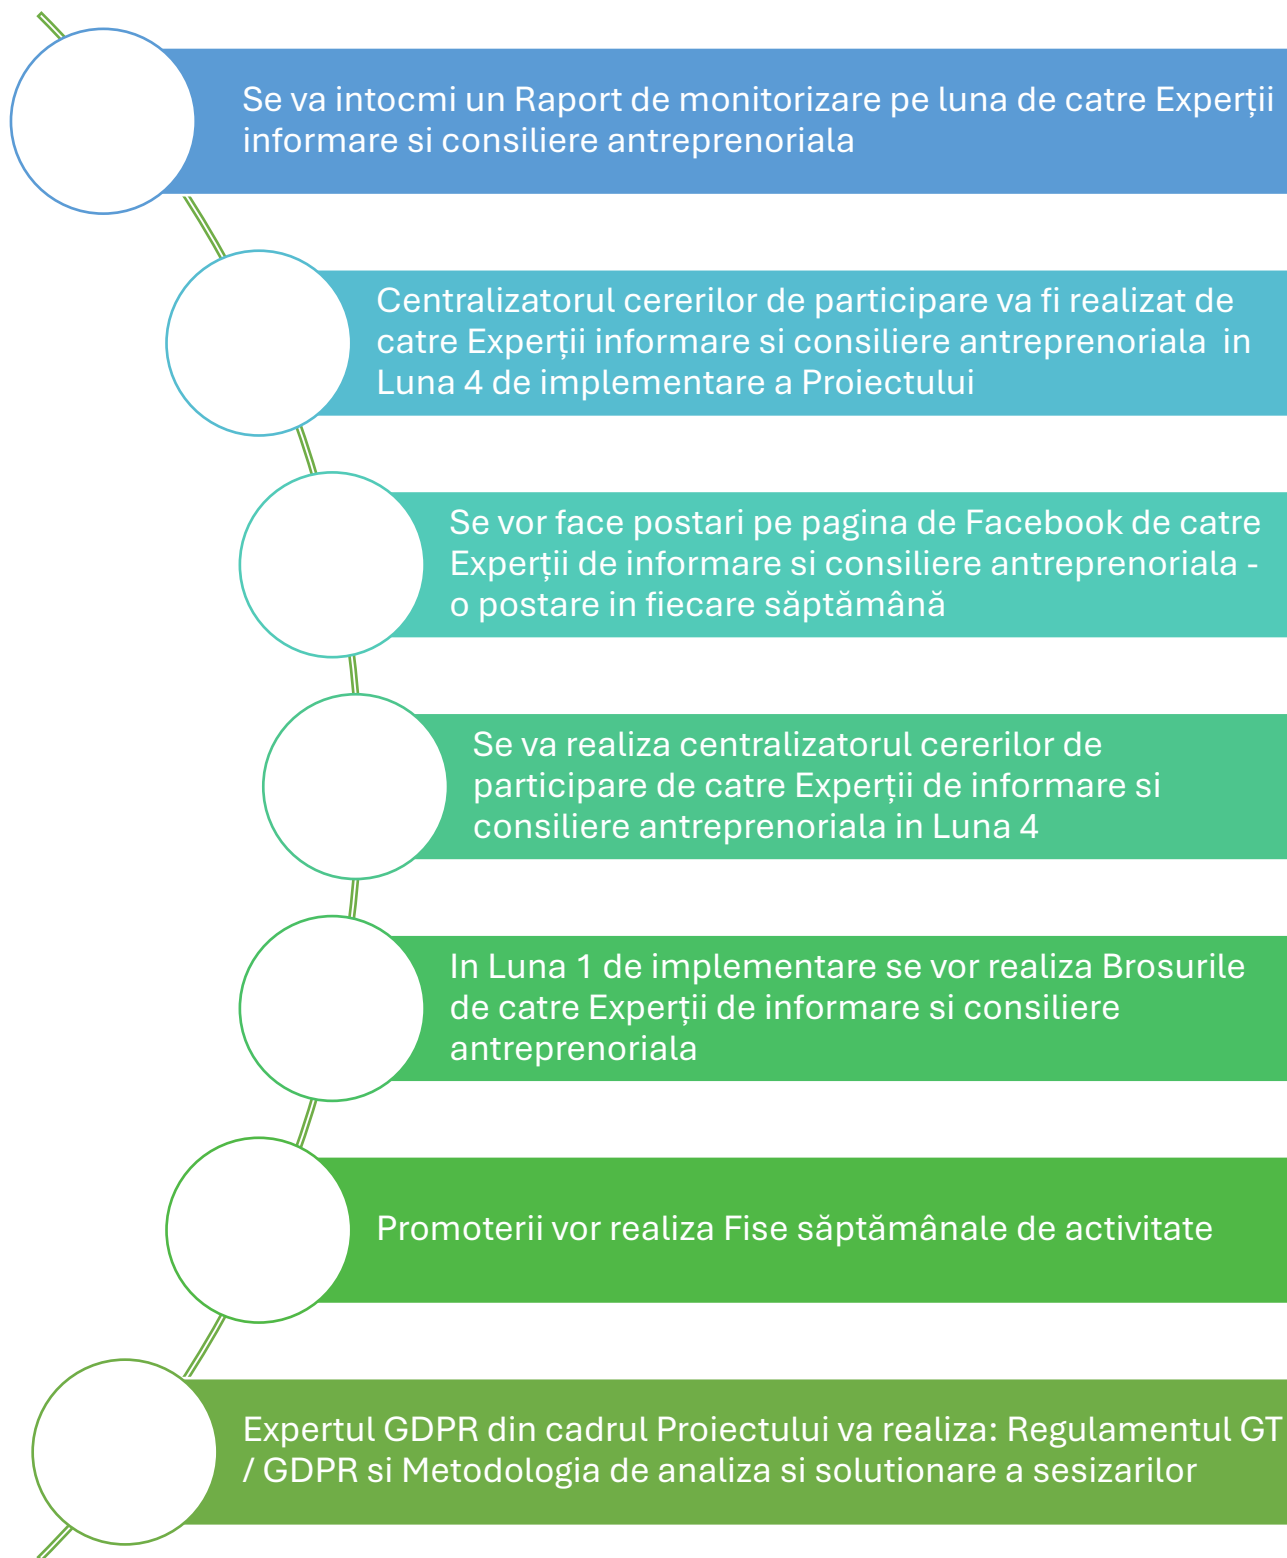 Se va intocmi un Raport de monitorizare pe luna de catre Experții
informare si consiliere antreprenoriala
Centralizatorul cererilor de participare va fi realizat de
catre Experții informare si consiliere antreprenoriala  in
Luna 4 de implementare a Proiectului
Se vor face postari pe pagina de Facebook de catre
Experții de informare si consiliere antreprenoriala -
o postare in fiecare săptămână
Se va realiza centralizatorul cererilor de
participare de catre Experții de informare si
consiliere antreprenoriala in Luna 4
In Luna 1 de implementare se vor realiza Brosurile
de catre Experții de informare si consiliere
antreprenoriala
Promoterii vor realiza Fise săptămânale de activitate
Expertul GDPR din cadrul Proiectului va realiza: Regulamentul GT
/ GDPR si Metodologia de analiza si solutionare a sesizarilor